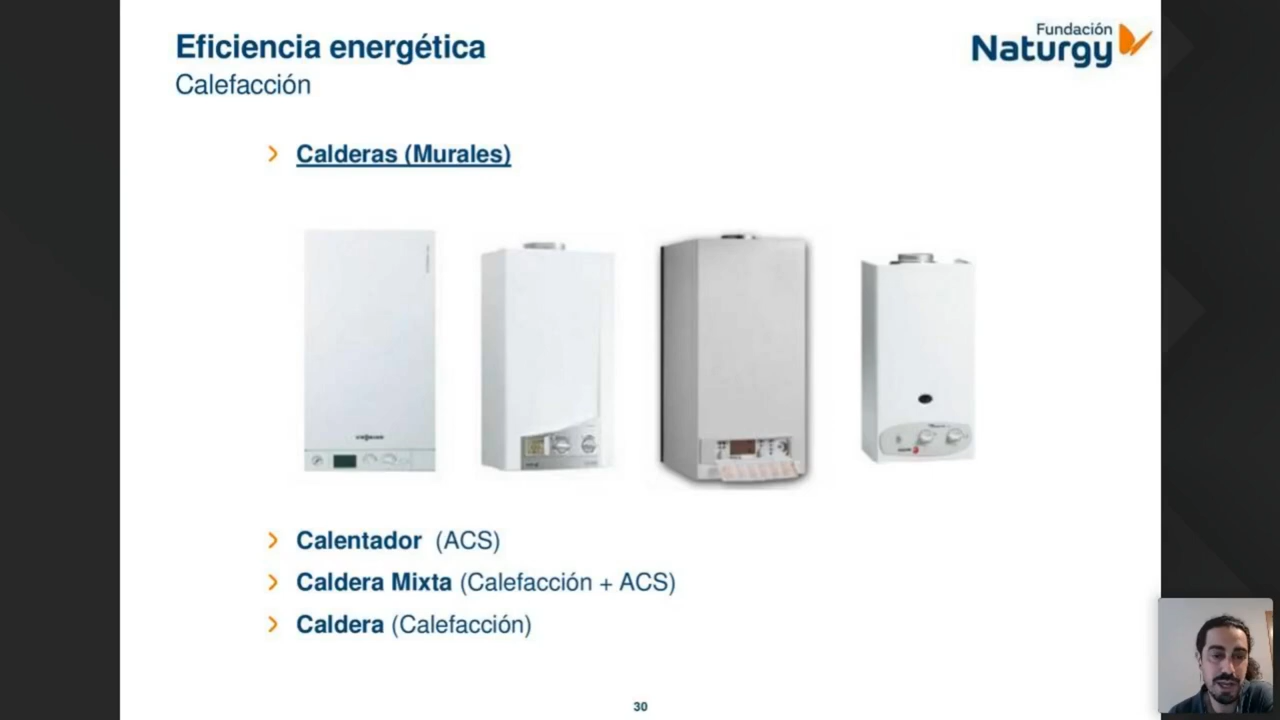 Eficiencia energética
Calefacción
Fundación
Naturgy
Calderas (Murales)
Calentador (ACS)
Caldera Mixta (Calefacción + ACS)
Caldera (Calefacción)
30